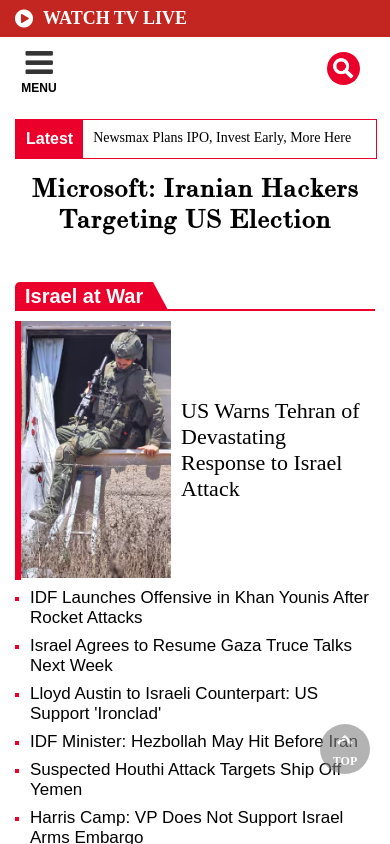 WATCH TV LIVE
MENU
Latest
Newsmax Plans IPO, Invest Early, More Here
Microsoft: Iranian Hackers
Targeting US Election
Israel at War
US Warns Tehran of
Devastating
Response to Israel
Attack
IDF Launches Offensive in Khan Younis After
Rocket Attacks
Israel Agrees to Resume Gaza Truce Talks
Next Week
Lloyd Austin to Israeli Counterpart: US
Support 'Ironclad'
IDF Minister: Hezbollah May Hit Before Iran
Suspected Houthi Attack Targets Ship Off
Yemen
TOP
Harris Camp: VP Does Not Support Israel
Arms Embargo